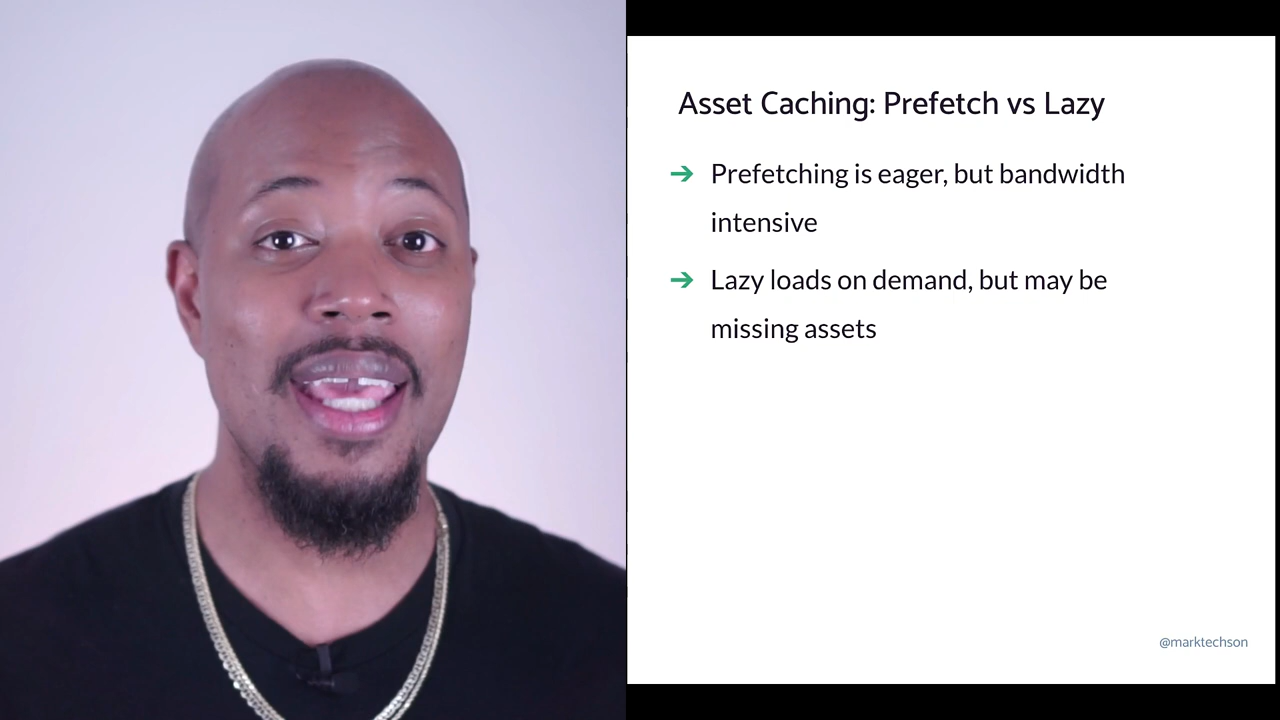 Asset Caching: Prefetch vs Lazy
➔ Prefetching is eager, but bandwidth
intensive
➔ Lazy loads on demand, but may be
missing assets
@marktechson